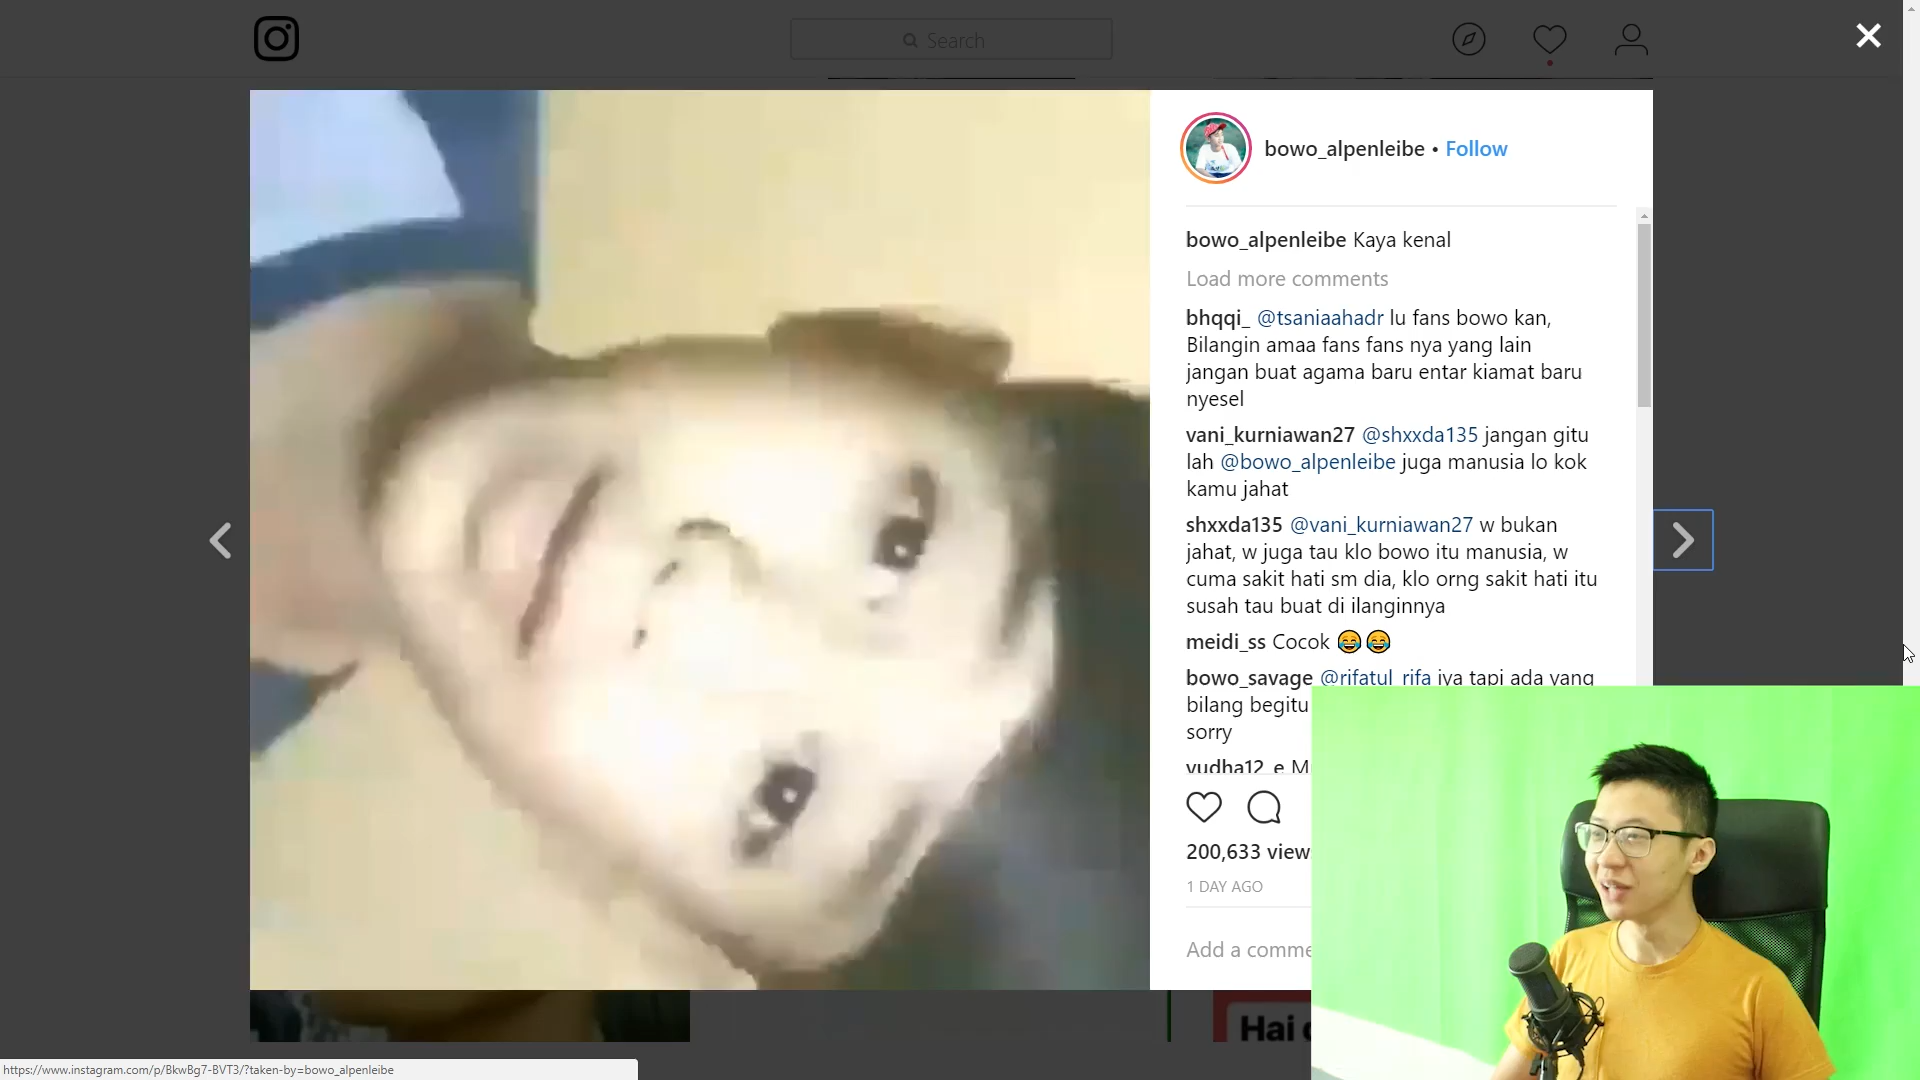 Search
bowo_alpenleibe • Follow
bowo_alpenleibe Kaya kenal
Load more comments
bhqqi_ @tsaniaahadr lu fans bowo kan,
Bilangin amaa fans fans nya yang lain
jangan buat agama baru entar kiamat baru
nyesel
vani_kurniawan27 @shxxda135 jangan gitu
lah @bowo_alpenleibe juga manusia lo kok
kamu jahat
shxxda135 @vani_kurniawan27 w bukan
jahat, w juga tau klo bowo itu manusia, w
cuma sakit hati sm dia, klo orng sakit hati itu
susah tau buat di ilanginnya
meidi_ss Cocok 😂😂
bowo_savage @rifatul_rifa iya tapi ada yang
bilang begitu
sorry
yudha12_e
200,633 views
1 DAY AGO
Add a comme
Hai
https://www.instagram.com/p/BkwBg7-BVT3/?taken-by=bowo_alpenleibe